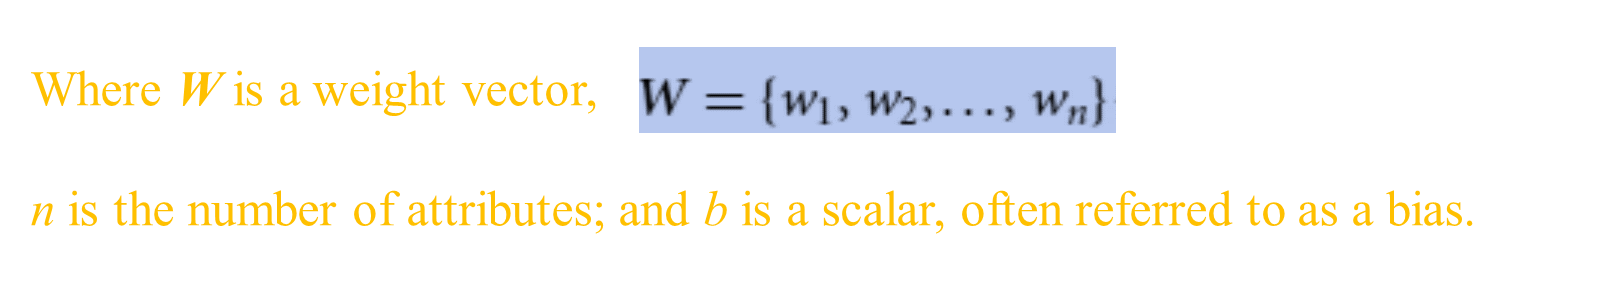 Where W is a weight vector, W = {w₁, w₂,..., wₙ}
n is the number of attributes; and b is a scalar, often referred to as a bias.